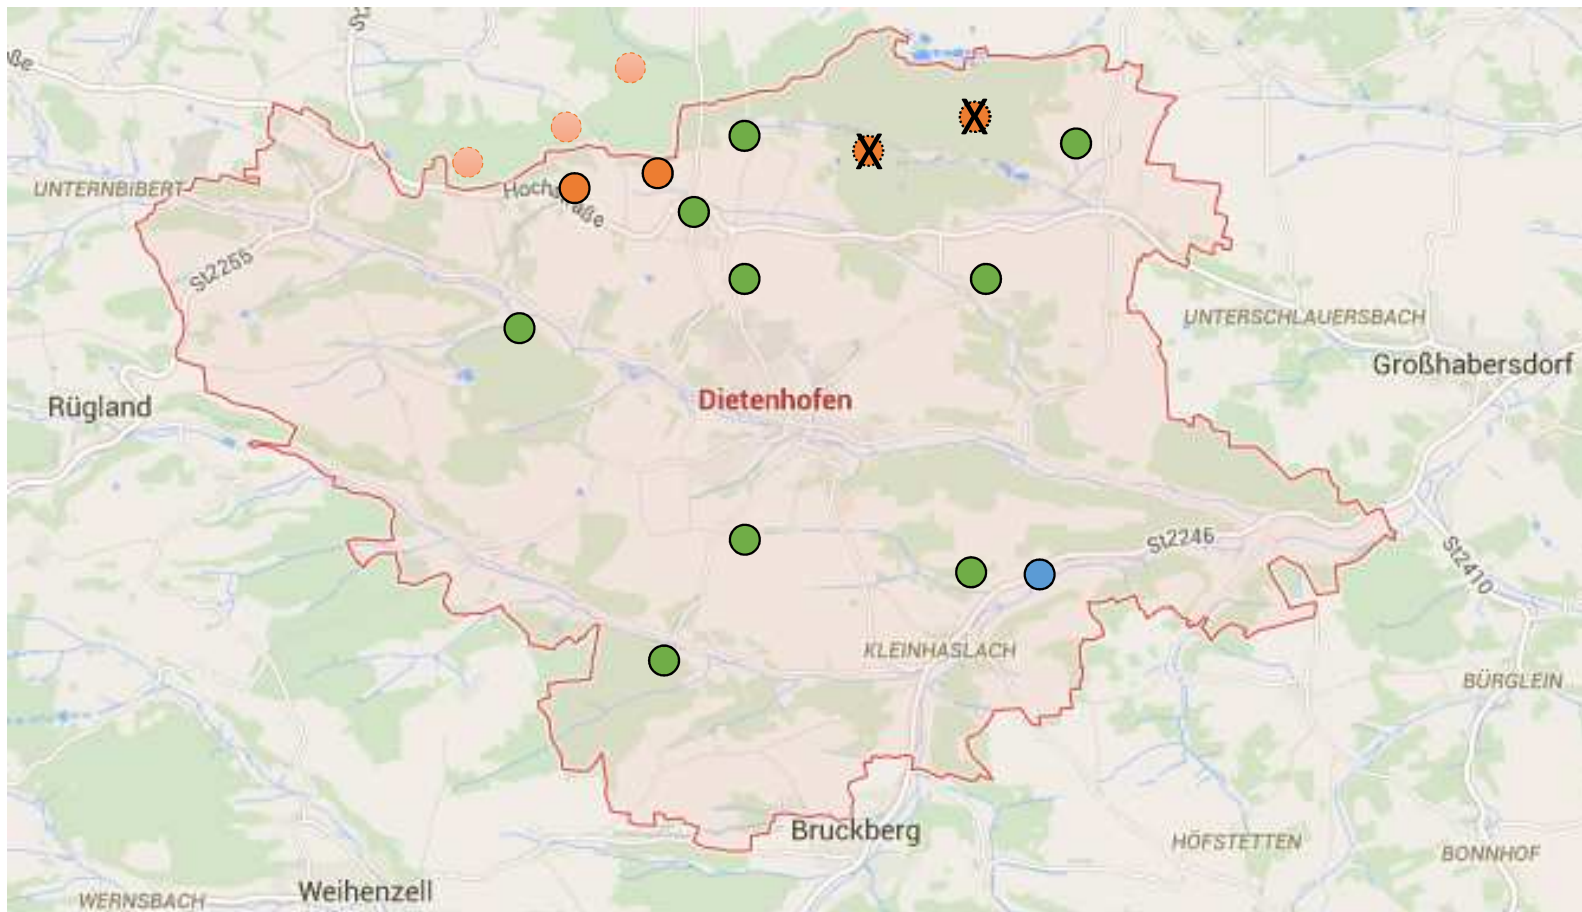 UNTERNBIBERT
Hochstraße
St2255
UNTERSCHLAUERSBACH
Großhabersdorf
Rügland
Dietenhofen
X
X
St2246
St2410
KLEINHASLACH
BÜRGLEIN
Bruckberg
HÖFSTETTEN
BONNHOF
Weihenzell
WERNSBACH